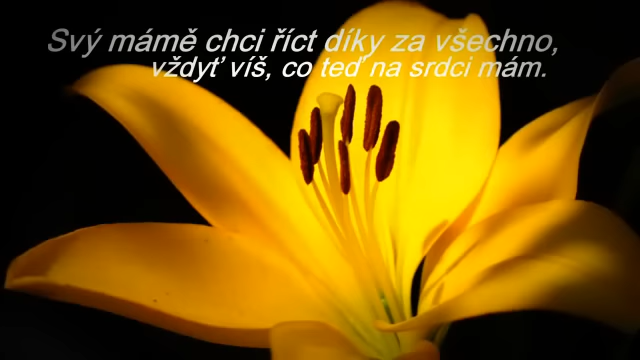 Svý mámě chci říct díky za všechno,
vždyť víš, co teď na srdci mám.